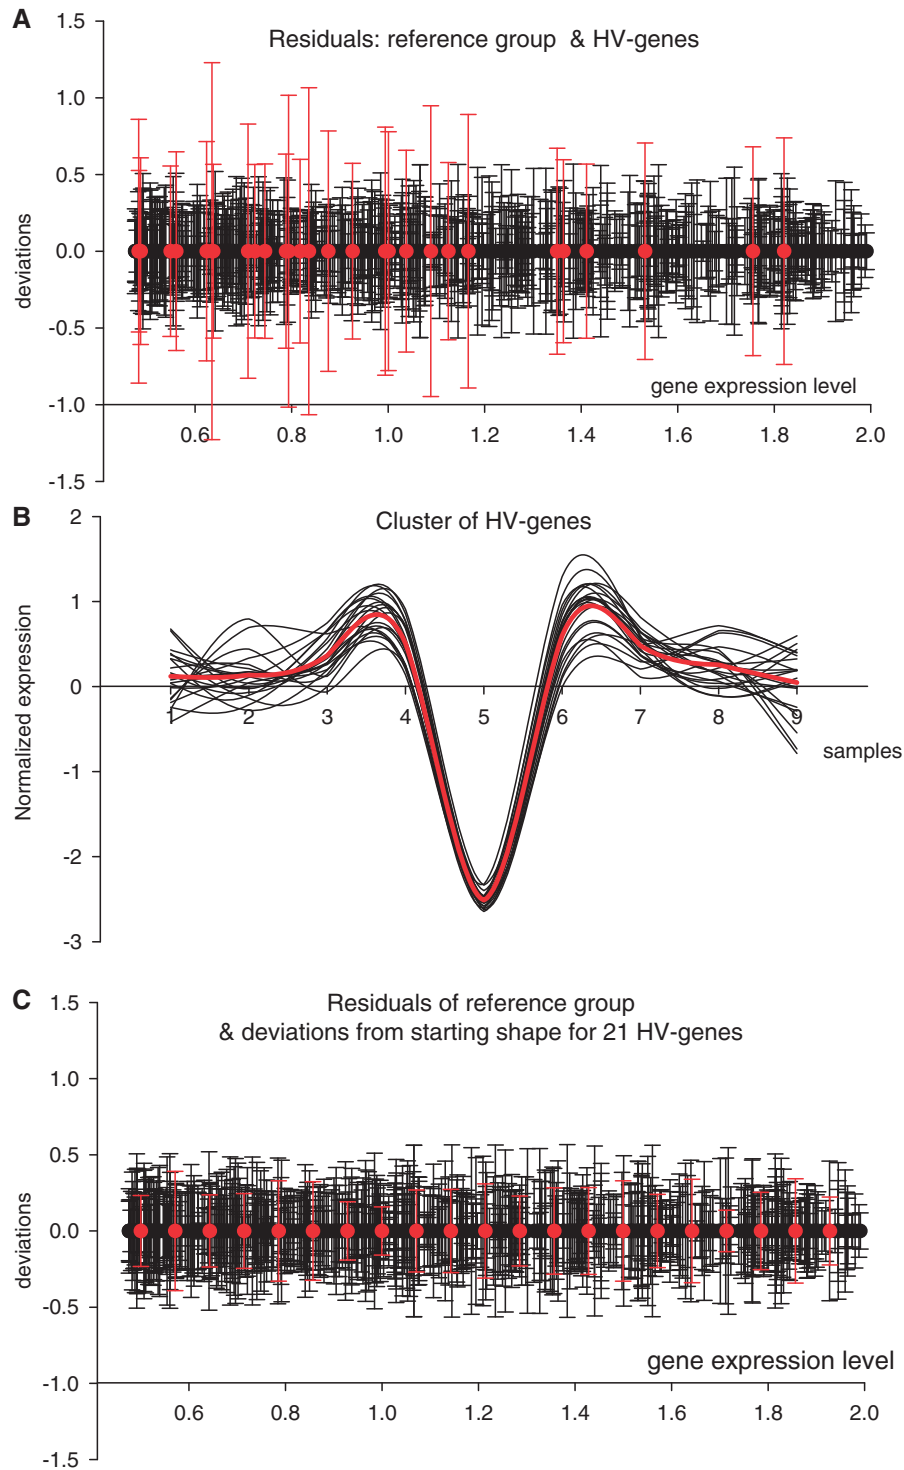 A
Residuals: reference group & HV-genes
1.5
1.0
0.5
0.0
-0.5
-1.0
-1.5
deviations
gene expression level
0.6 0.8 1.0 1.2 1.4 1.6 1.8 2.0
B
Cluster of HV-genes
2
1
0
-1
-2
-3
Normalized expression
1 2 3 4 5 6 7 8 9
samples
C
Residuals of reference group
& deviations from starting shape for 21 HV-genes
1.5
1.0
0.5
0.0
-0.5
-1.0
-1.5
deviations
gene expression level
0.6 0.8 1.0 1.2 1.4 1.6 1.8 2.0